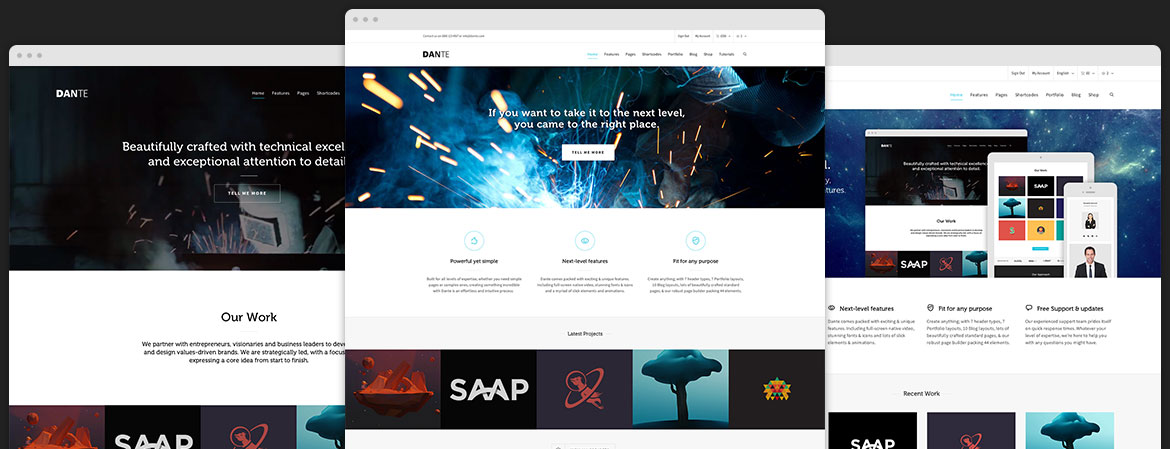 DANTE
Home Features Pages Shortcodes
Beautifully crafted with technical excel
and exceptional attention to detail
TELL ME MORE
Our Work
We partner with entrepreneurs, visionaries and business leaders to deve
and design values-driven brands. We are strategically led, with a focus
expressing a core idea from start to finish.
SAAP
Sign Out My Account
DANTE
Home Features Pages Shortcodes Portfolio Blog Shop Tutorials
If you want to take it to the next level,
you came to the right place.
TELL ME MORE
Powerful yet simple
Built for all levels of expertise, whether you need simple
pages or complex ones, creating something incredible
with Dante is an effortless and intuitive process.
Next-level features
Dante comes packed with exciting & unique features,
including full-screen native video, stunning fonts & icons
and a myriad of slick elements and animations.
Fit for any purpose
Create anything, with 7 header types, 7 Portfolio layouts,
10 Blog layouts, lots of beautifully crafted standard
pages, & our robust page builder packing 44 elements.
Latest Projects
SAAP
Sign Out My Account English
Home Features Pages Shortcodes Portfolio Blog Shop
DANTE
Beautifully crafted with technical excellence
and exceptional attention to detail.
Our Work
SAAP
Our Work
SAAP
Our Approach
Next-level features
Dante comes packed with exciting & unique
features. Including full-screen native video,
stunning fonts & icons and lots of slick
elements & animations.
Fit for any purpose
Create anything, with 7 header types, 7
Portfolio layouts, 10 Blog layouts, lots of
beautifully crafted standard pages, & our
robust page builder packing 44 elements.
Free Support & updates
Our experienced support team prides itself
on quick response times. Whatever your
level of expertise, we're here to help you
with any questions you might have.
Recent Work
SAAP